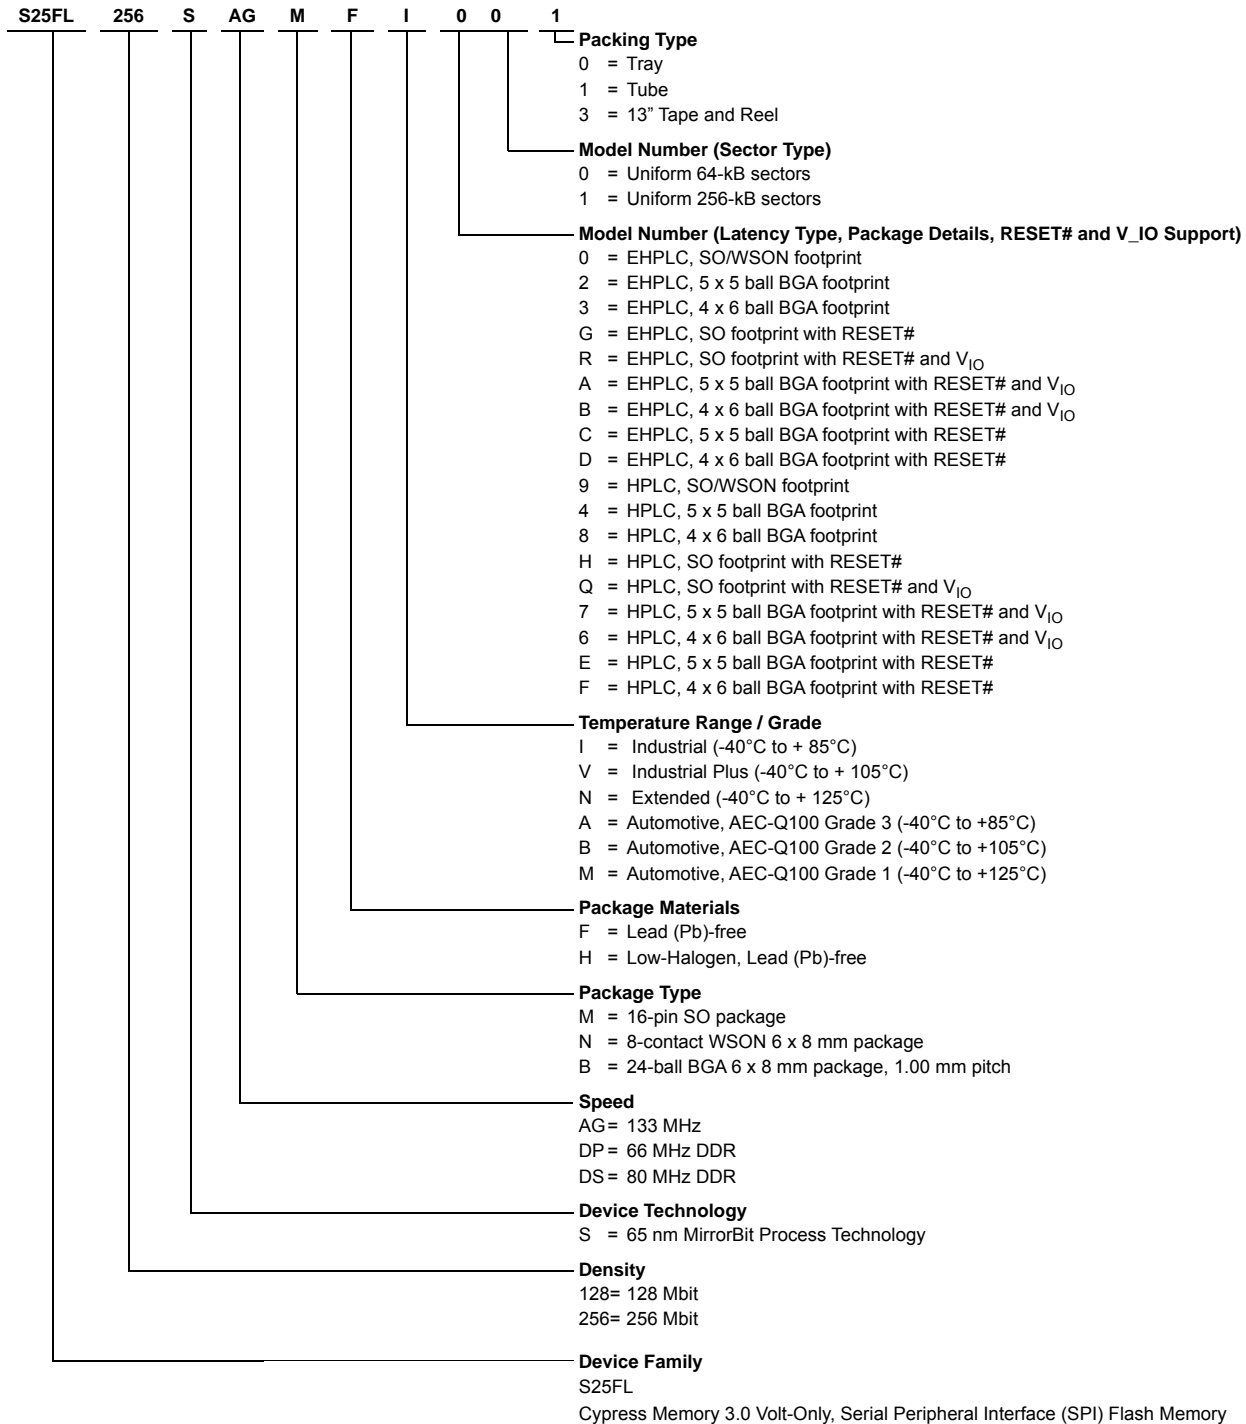 S25FL 256 S AG M F I 0 0 1
Packing Type
0 = Tray
1 = Tube
3 = 13” Tape and Reel
Model Number (Sector Type)
0 = Uniform 64-kB sectors
1 = Uniform 256-kB sectors
Model Number (Latency Type, Package Details, RESET# and V_IO Support)
0 = EHPLC, SO/WSON footprint
2 = EHPLC, 5 x 5 ball BGA footprint
3 = EHPLC, 4 x 6 ball BGA footprint
G = EHPLC, SO footprint with RESET#
R = EHPLC, SO footprint with RESET# and VIO
A = EHPLC, 5 x 5 ball BGA footprint with RESET# and VIO
B = EHPLC, 4 x 6 ball BGA footprint with RESET# and VIO
C = EHPLC, 5 x 5 ball BGA footprint with RESET#
D = EHPLC, 4 x 6 ball BGA footprint with RESET#
9 = HPLC, SO/WSON footprint
4 = HPLC, 5 x 5 ball BGA footprint
8 = HPLC, 4 x 6 ball BGA footprint
H = HPLC, SO footprint with RESET#
Q = HPLC, SO footprint with RESET# and VIO
7 = HPLC, 5 x 5 ball BGA footprint with RESET# and VIO
6 = HPLC, 4 x 6 ball BGA footprint with RESET# and VIO
E = HPLC, 5 x 5 ball BGA footprint with RESET#
F = HPLC, 4 x 6 ball BGA footprint with RESET#
Temperature Range / Grade
I = Industrial (-40°C to + 85°C)
V = Industrial Plus (-40°C to + 105°C)
N = Extended (-40°C to + 125°C)
A = Automotive, AEC-Q100 Grade 3 (-40°C to +85°C)
B = Automotive, AEC-Q100 Grade 2 (-40°C to +105°C)
M = Automotive, AEC-Q100 Grade 1 (-40°C to +125°C)
Package Materials
F = Lead (Pb)-free
H = Low-Halogen, Lead (Pb)-free
Package Type
M = 16-pin SO package
N = 8-contact WSON 6 x 8 mm package
B = 24-ball BGA 6 x 8 mm package, 1.00 mm pitch
Speed
AG= 133 MHz
DP= 66 MHz DDR
DS= 80 MHz DDR
Device Technology
S = 65 nm MirrorBit Process Technology
Density
128= 128 Mbit
256= 256 Mbit
Device Family
S25FL
Cypress Memory 3.0 Volt-Only, Serial Peripheral Interface (SPI) Flash Memory